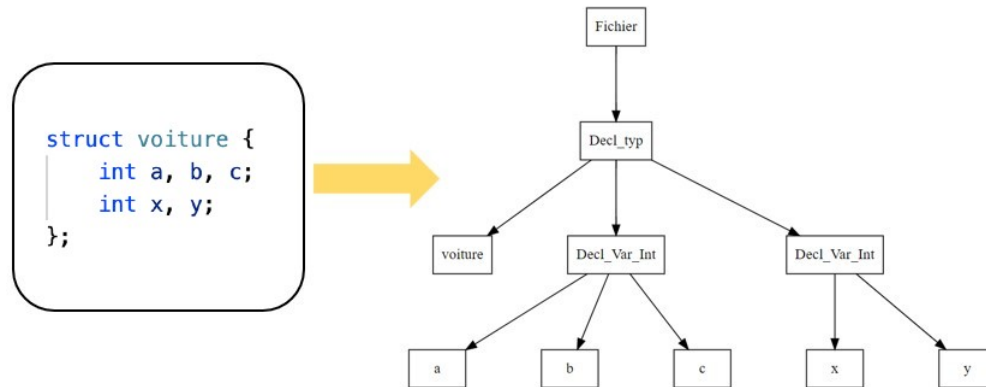 struct voiture {
int a, b, c;
int x, y;
};
Fichier
Decl_typ
voiture
Decl_Var_Int
Decl_Var_Int
a
b
c
x
y